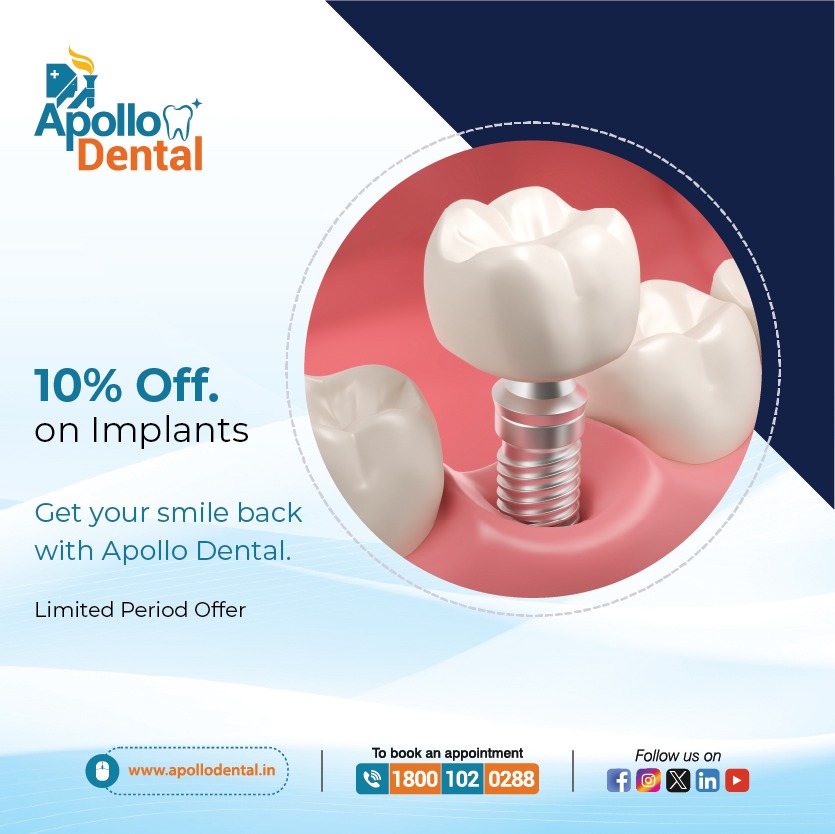 Apollo
Dental
10% Off.
on Implants
Get your smile back
with Apollo Dental.
Limited Period Offer
www.apollodental.in
To book an appointment
1800 102 0288
Follow us on